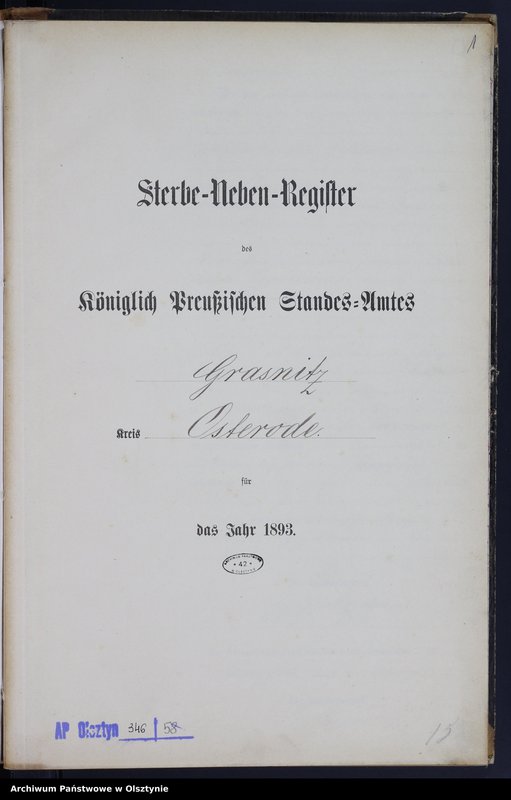 1
Sterbe-Neben-Register
des
Königlich Preußischen Standes-Amtes
Grasnitz
Kreis Osterode.
für
das Jahr 1893.
42
AP Olsztyn 346 58
Archiwum Państwowe w Olsztynie